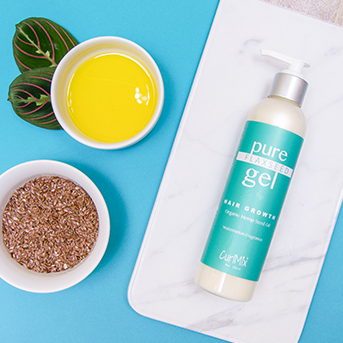 pure
FLAXSEED
gel
HAIR GROWTH
Organic Hemp Seed Oil
CurlMix